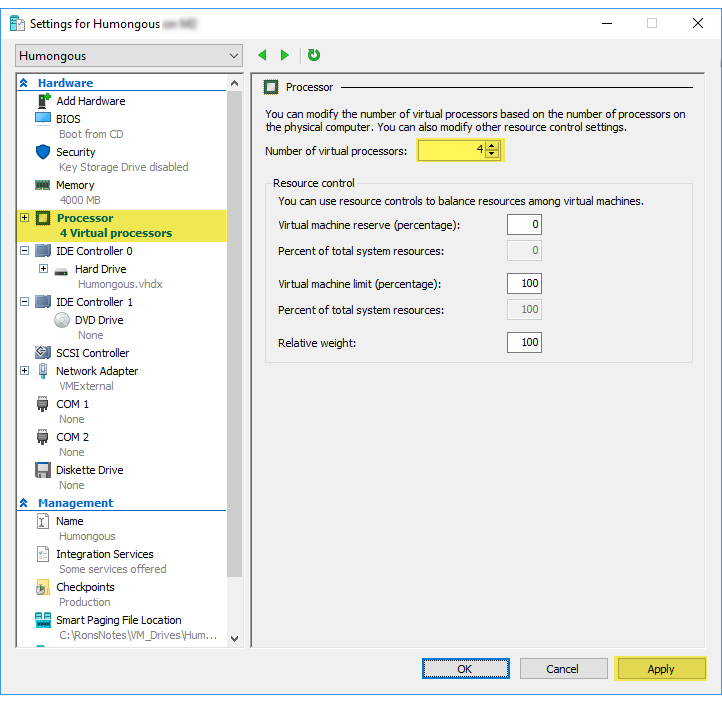 Settings for Humongous
Humongous
Hardware
Add Hardware
BIOS
Boot from CD
Security
Key Storage Drive disabled
Memory
4000 MB
Processor
4 Virtual processors
IDE Controller 0
Hard Drive
Humongous.vhdx
IDE Controller 1
DVD Drive
None
SCSI Controller
Network Adapter
VMExternal
COM 1
None
COM 2
None
Diskette Drive
None
Management
Name
Humongous
Integration Services
Some services offered
Checkpoints
Production
Smart Paging File Location
C:\RonsNotes\VM_Drives\Hum...
Processor
You can modify the number of virtual processors based on the number of processors on
the physical computer. You can also modify other resource control settings.
Number of virtual processors: 4
Resource control
You can use resource controls to balance resources among virtual machines.
Virtual machine reserve (percentage): 0
Percent of total system resources: 0
Virtual machine limit (percentage): 100
Percent of total system resources: 100
Relative weight: 100
OK Cancel Apply